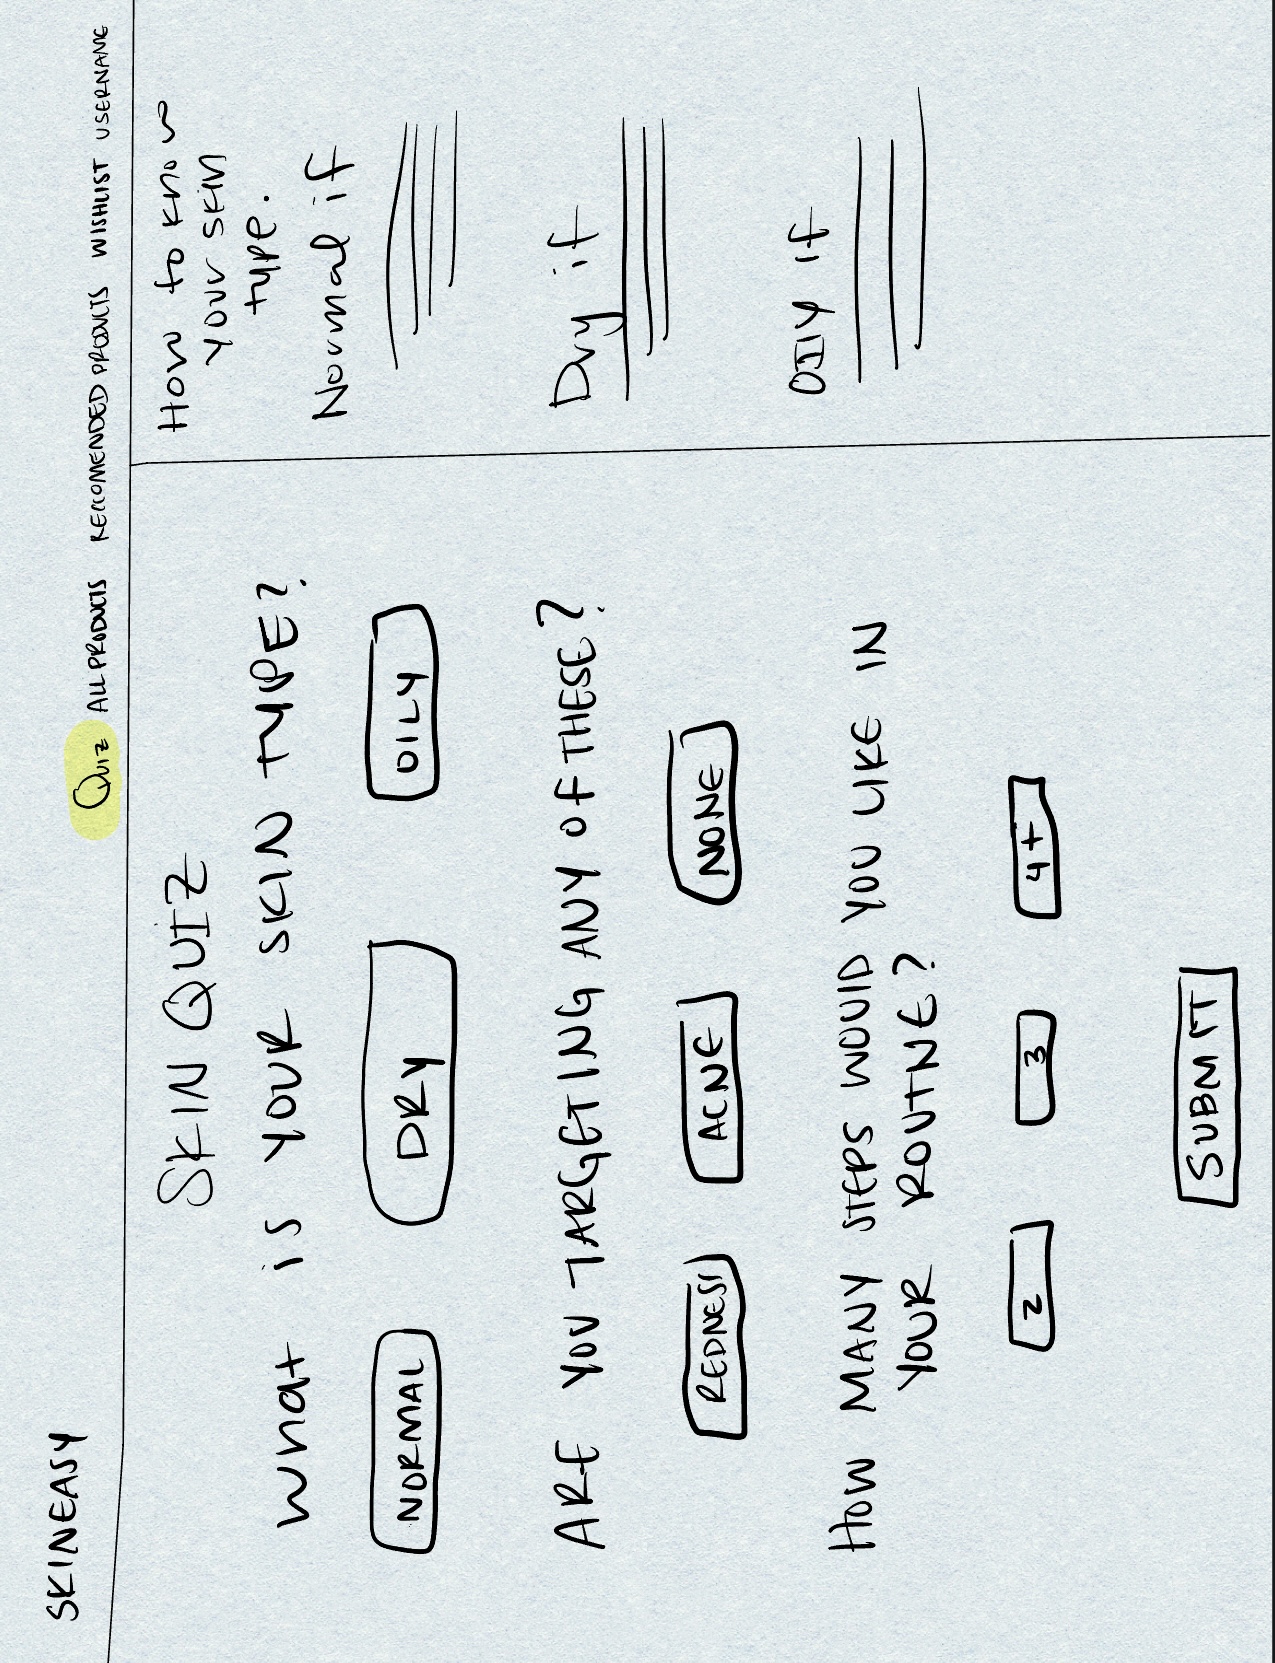 SKINEASY
Quiz ALL PRODUCTS RECCOMENDED PRODUCTS WISHLIST USERNAME
SKIN QUIZ
What is YOUR SKIN TYPE?
NORMAL DRY OILY
ARE YOU TARGETING ANY OF THESE?
REDNESS ACNE NONE
HOW MANY STEPS WOULD YOU LIKE IN
YOUR ROUTNE?
2 3 4+
SUBMIT
How to know
your skin
type.
Normal if
Dry if
OIly if